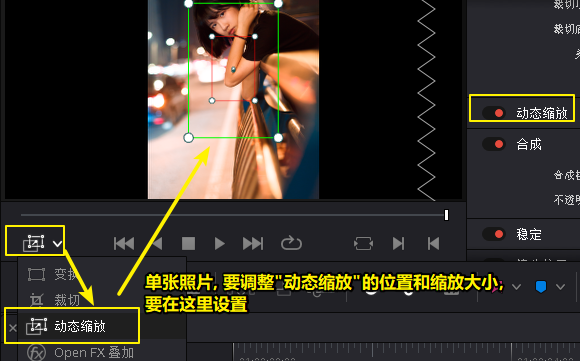 裁切
裁切
动态缩放
合成
合成
不透明
稳定
变换
裁切
单张照片, 要调整"动态缩放"的位置和缩放大小,
要在这里设置
动态缩放
Open FX 叠加